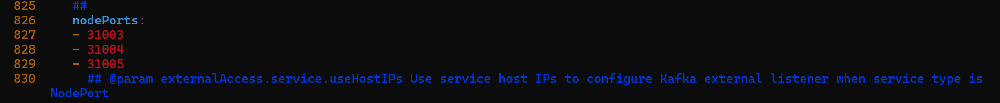 825     ##
826     nodePorts:
827     - 31003
828     - 31004
829     - 31005
830       ## @param externalAccess.service.useHostIPs Use service host IPs to configure Kafka external listener when service type is
NodePort